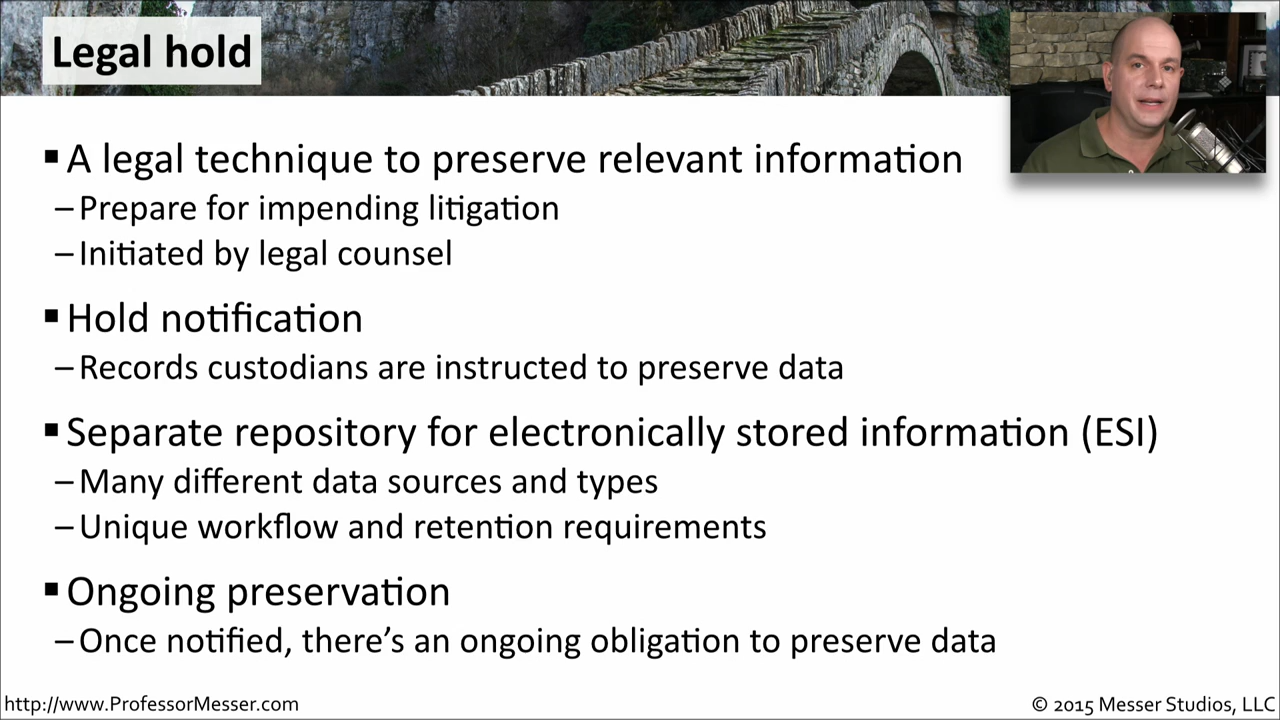 Legal hold
▪ A legal technique to preserve relevant information
– Prepare for impending litigation
– Initiated by legal counsel
▪ Hold notification
– Records custodians are instructed to preserve data
▪ Separate repository for electronically stored information (ESI)
– Many different data sources and types
– Unique workflow and retention requirements
▪ Ongoing preservation
– Once notified, there’s an ongoing obligation to preserve data
http://www.ProfessorMesser.com
© 2015 Messer Studios, LLC